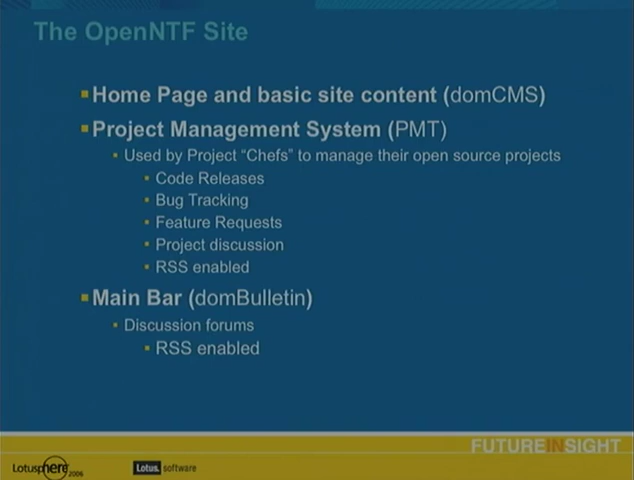 The OpenNTF Site
Home Page and basic site content (domCMS)
Project Management System (PMT)
Used by Project “Chefs” to manage their open source projects
Code Releases
Bug Tracking
Feature Requests
Project discussion
RSS enabled
Main Bar (domBulletin)
Discussion forums
RSS enabled
FUTUREINSIGHT
Lotusphere 2006
Lotus. software